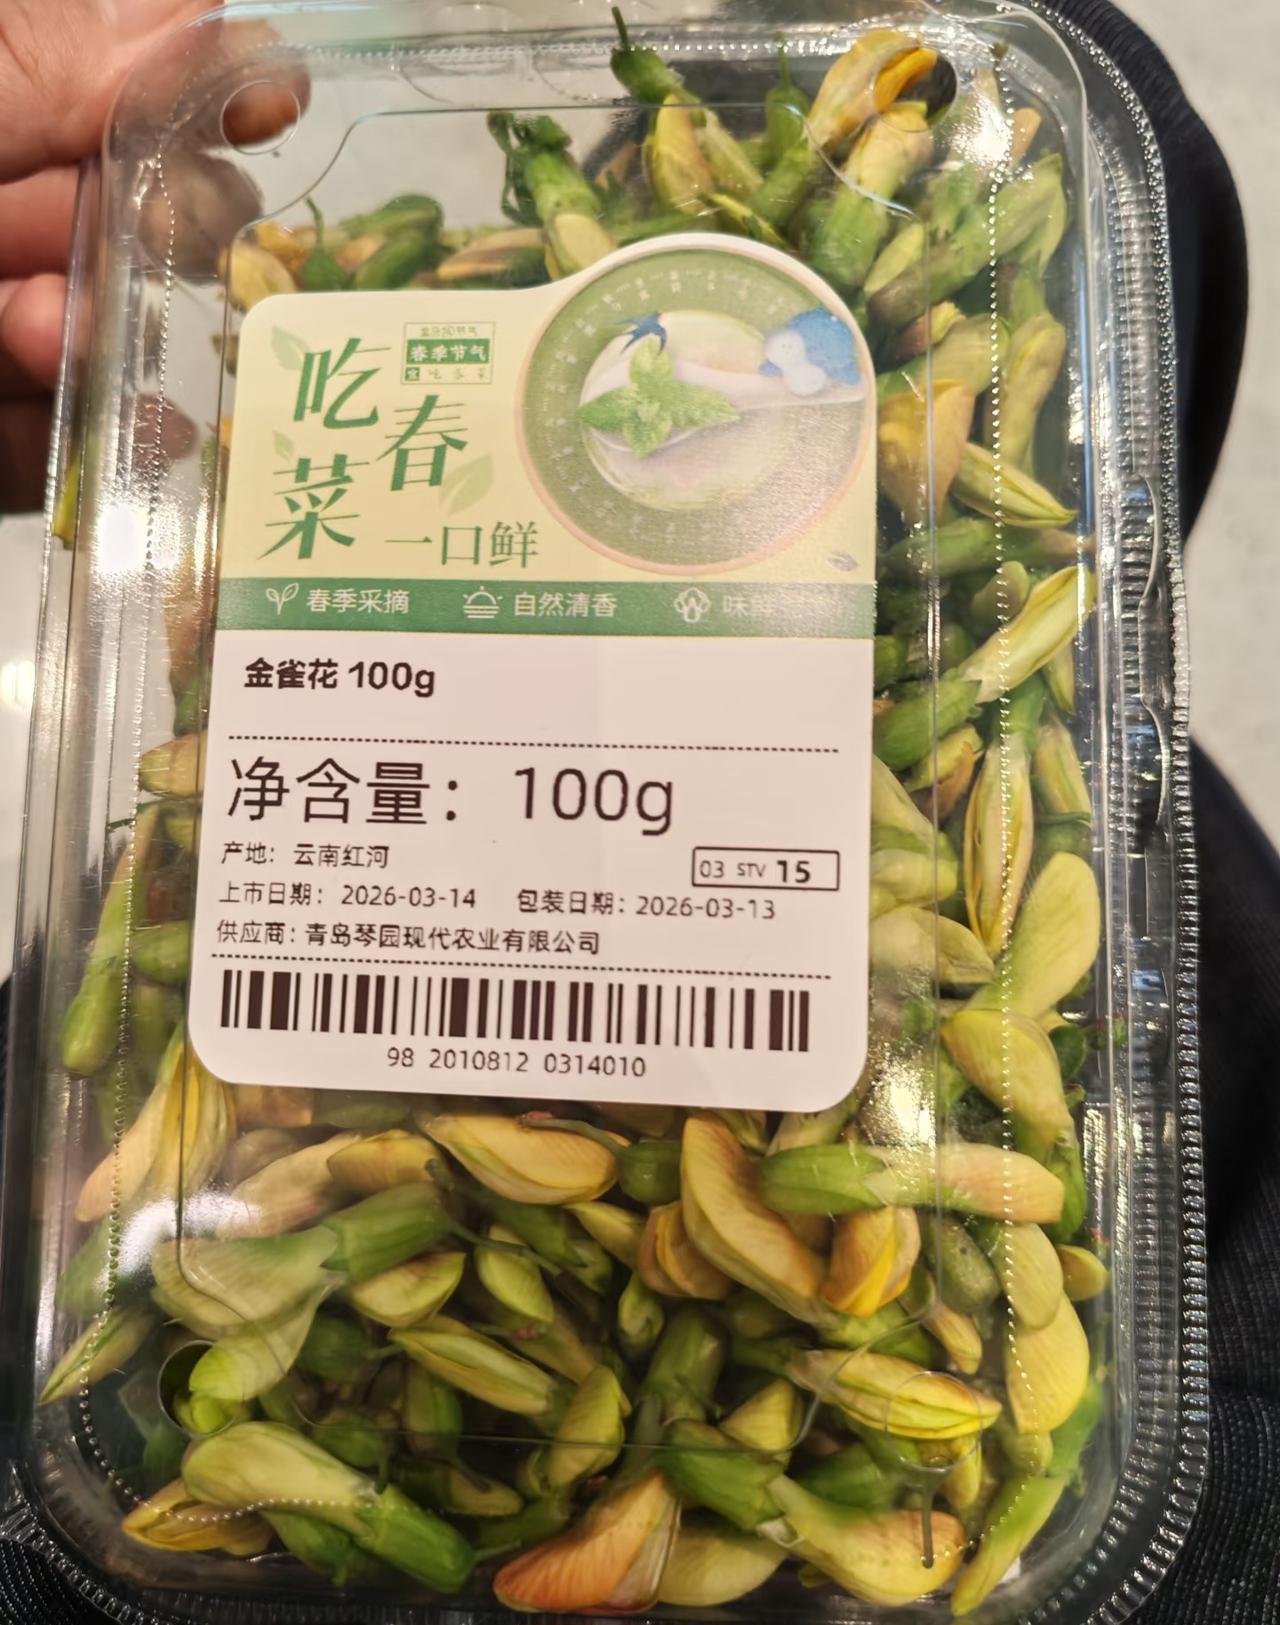 春季节气
吃春菜
一口鲜
春季采摘 自然清香
金雀花 100g
净含量： 100g
产地：云南红河
03 STV 15
上市日期：2026-03-14 包装日期：2026-03-13
供应商：青岛琴园现代农业有限公司
98 2010812 0314010